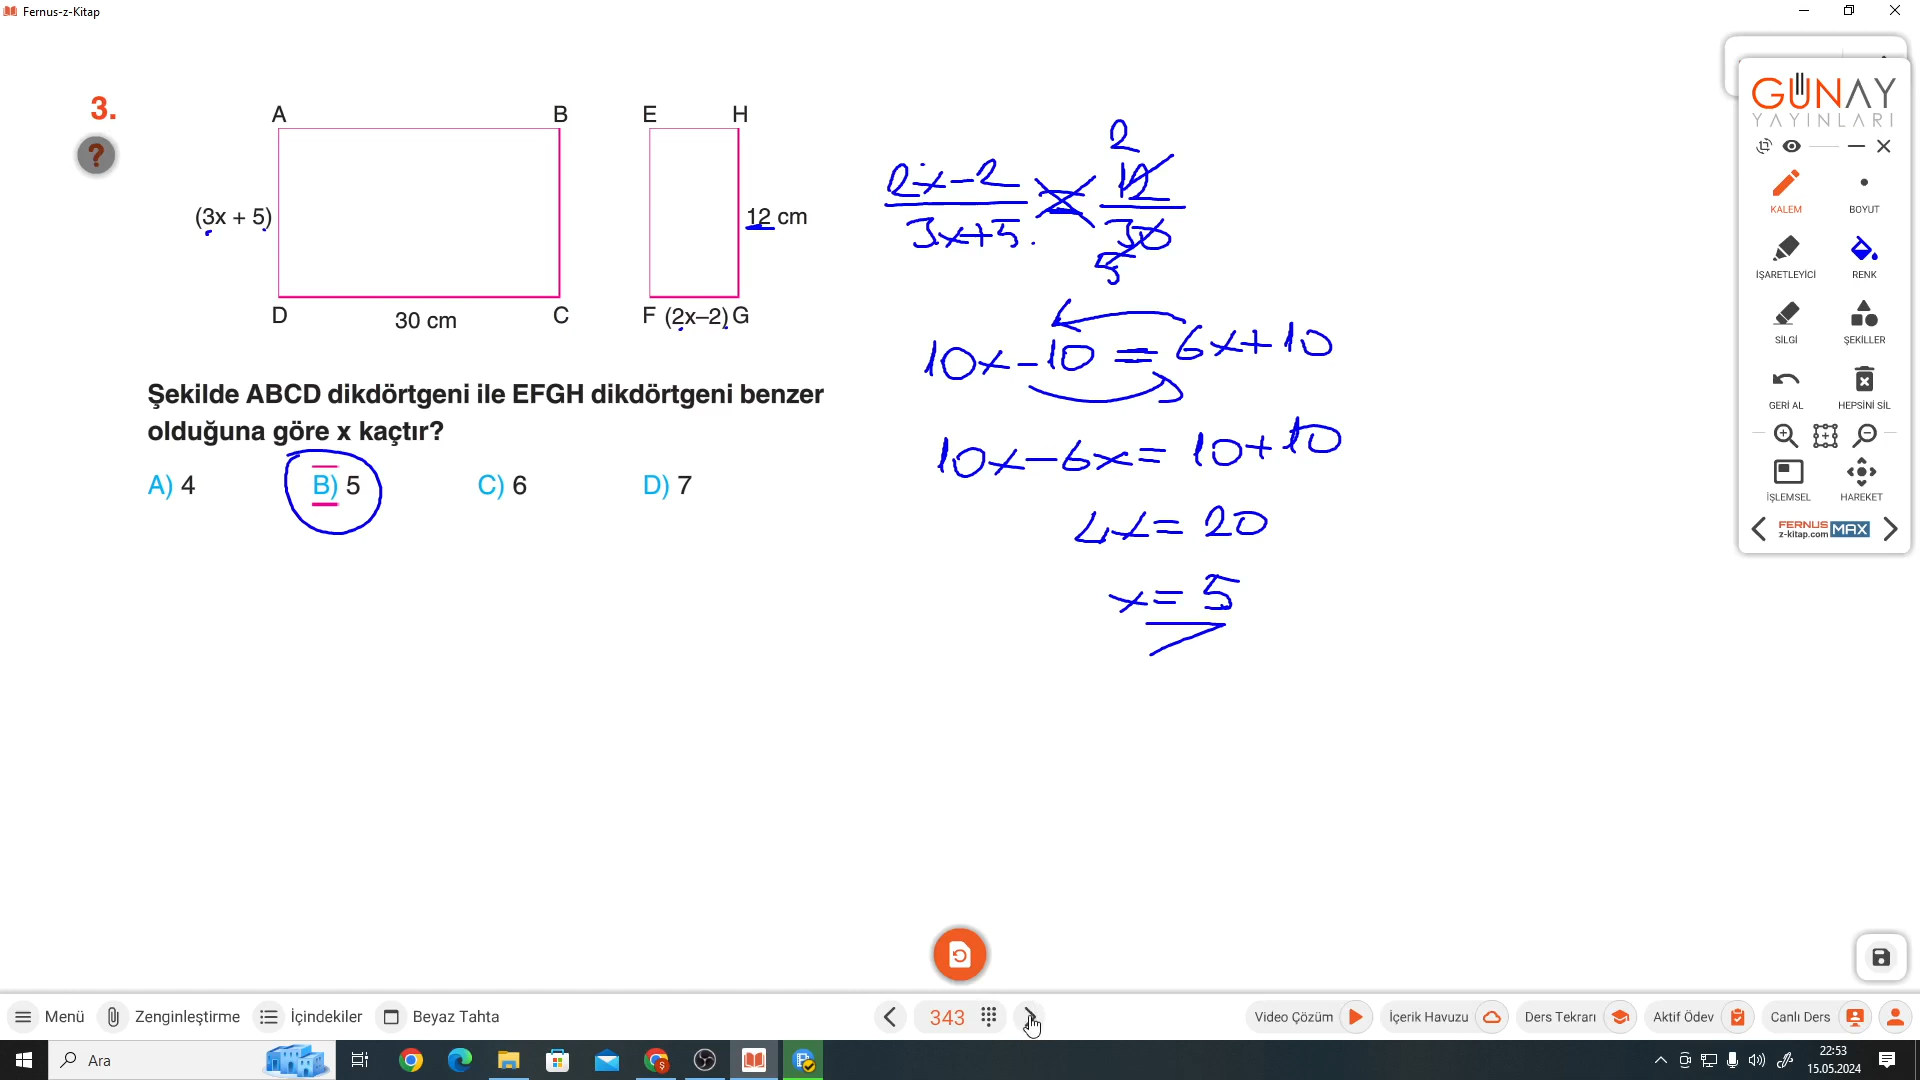 Fernus-z-Kitap
3.
?
A B E H
(3x + 5)
12 cm
D 30 cm C F (2x–2) G
Şekilde ABCD dikdörtgeni ile EFGH dikdörtgeni benzer
olduğuna göre x kaçtır?
A) 4 B) 5 C) 6 D) 7
2
2x-2 = 12
3x+5 30
5
10x-10 = 6x+10
10x-6x= 10+10
4x= 20
x= 5
GÜNAY
YAYINLARI
KALEM BOYUT
İŞARETLEYİCİ RENK
SİLGİ ŞEKİLLER
GERİ AL HEPSİNİ SİL
İŞLEMSEL HAREKET
FERNUS
z-kitap.com MAX
Menü Zenginleştirme İçindekiler Beyaz Tahta 343 Video Çözüm İçerik Havuzu Ders Tekrarı Aktif Ödev Canlı Ders
Ara
22:53
15.05.2024